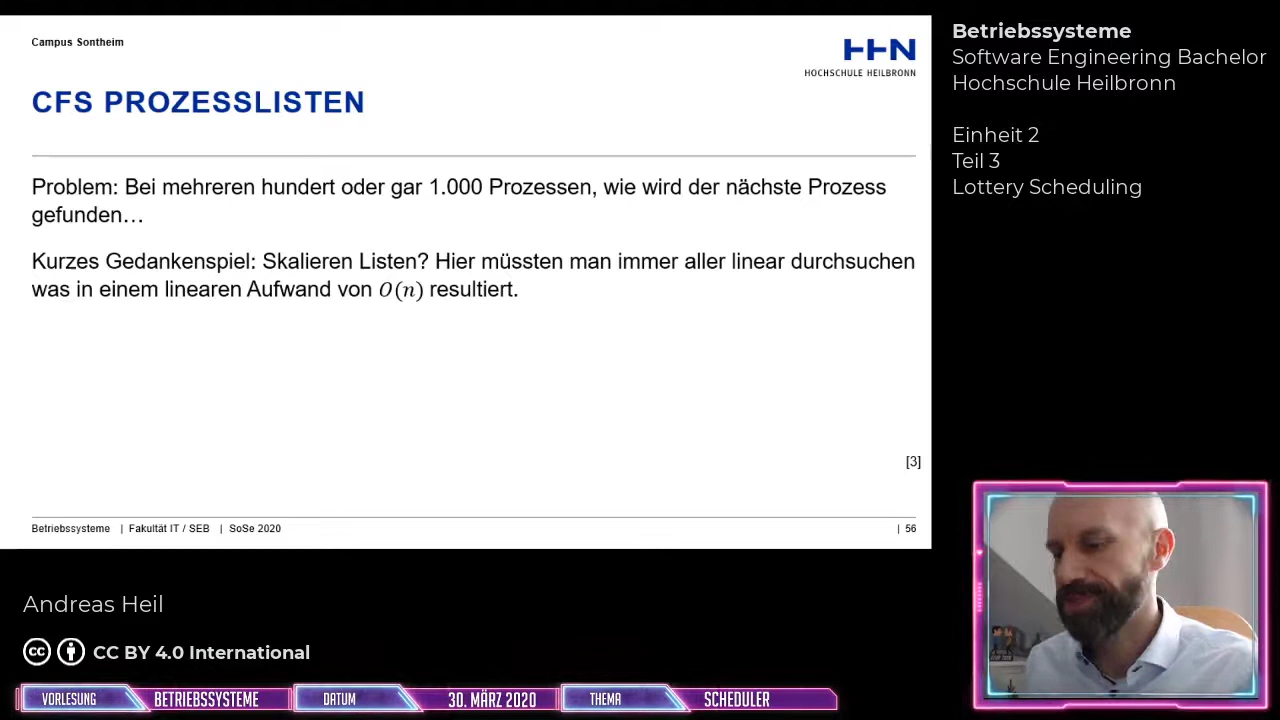 Campus Sontheim
HHN
HOCHSCHULE HEILBRONN
CFS PROZESSLISTEN
Problem: Bei mehreren hundert oder gar 1.000 Prozessen, wie wird der nächste Prozess
gefunden…
Kurzes Gedankenspiel: Skalieren Listen? Hier müssten man immer aller linear durchsuchen
was in einem linearen Aufwand von O(n) resultiert.
[3]
Betriebssysteme | Fakultät IT / SEB | SoSe 2020 | 56
Betriebssysteme
Software Engineering Bachelor
Hochschule Heilbronn
Einheit 2
Teil 3
Lottery Scheduling
Andreas Heil
cc CC BY 4.0 International
VORLESUNG BETRIEBSSYSTEME DATUM 30. MÄRZ 2020 THEMA SCHEDULER